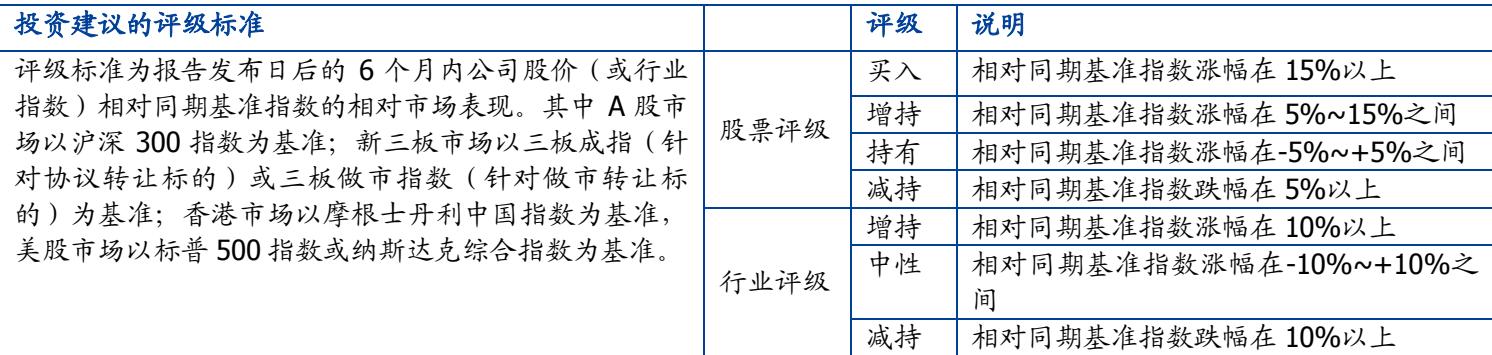 投资建议的评级标准
评级 说明
评级标准为报告发布日后的 6 个月内公司股价（或行业
指数）相对同期基准指数的相对市场表现。其中 A 股市
场以沪深 300 指数为基准；新三板市场以三板成指（针
对协议转让标的）或三板做市指数（针对做市转让标
的）为基准；香港市场以摩根士丹利中国指数为基准，
美股市场以标普 500 指数或纳斯达克综合指数为基准。
股票评级
买入 相对同期基准指数涨幅在 15%以上
增持 相对同期基准指数涨幅在 5%~15%之间
持有 相对同期基准指数涨幅在-5%~+5%之间
减持 相对同期基准指数跌幅在 5%以上
行业评级
增持 相对同期基准指数涨幅在 10%以上
中性 相对同期基准指数涨幅在-10%~+10%之
间
减持 相对同期基准指数跌幅在 10%以上